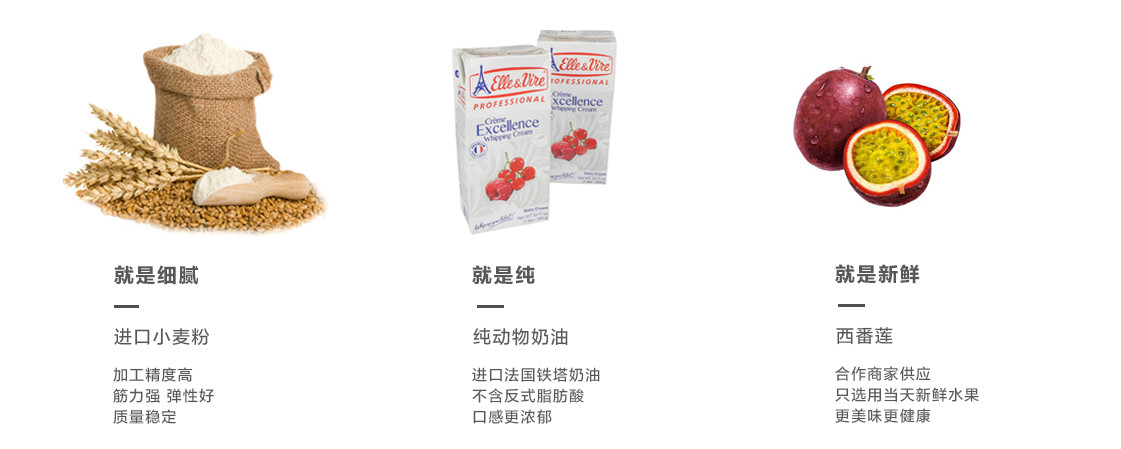 Elle&Vire
PROFESSIONAL
Crème
Excellence
Whipping Cream
Elle&Vire
OFESSIONAL
Crème
xcellence
Whipping Cream
就是细腻
进口小麦粉
加工精度高
筋力强 弹性好
质量稳定
就是纯
纯动物奶油
进口法国铁塔奶油
不含反式脂肪酸
口感更浓郁
就是新鲜
西番莲
合作商家供应
只选用当天新鲜水果
更美味更健康